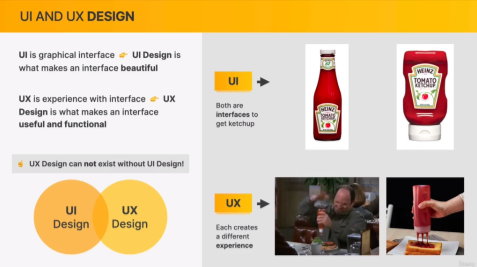 UI AND UX DESIGN
UI is graphical interface 👉 UI Design is
what makes an interface beautiful
UX is experience with interface 👉 UX
Design is what makes an interface
useful and functional
☝ UX Design can not exist without UI Design!
UI
Design
UX
Design
UI
Both are
interfaces to
get ketchup
HEINZ
TOMATO
KETCHUP
HEINZ
TOMATO
KETCHUP
UX
Each creates
a different
experience